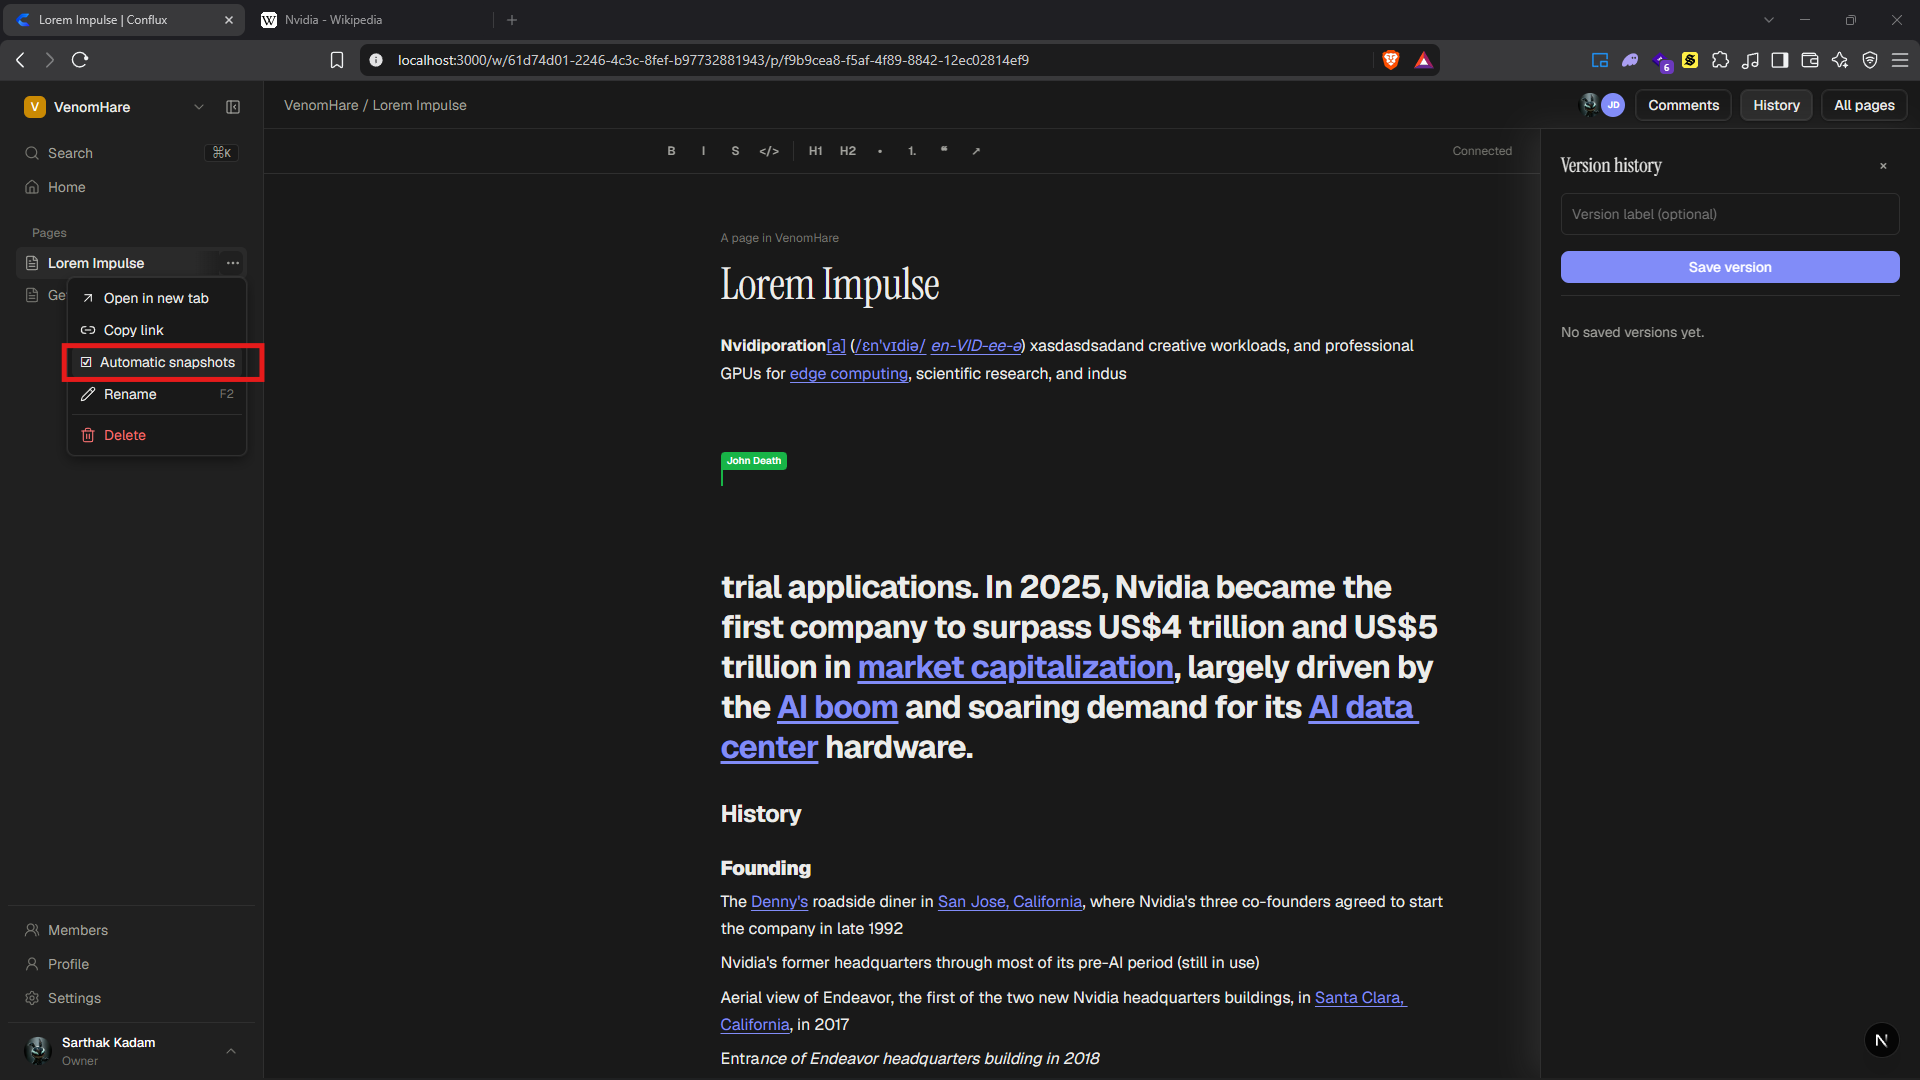 Lorem Impulse | Conflux
Nvidia - Wikipedia
localhost:3000/w/61d74d01-2246-4c3c-8fef-b97732881943/p/f9b9cea8-f5af-4f89-8842-12ec02814ef9
6
V VenomHare
Search ⌘K
Home
Pages
Lorem Impulse ...
Ge
Open in new tab
Copy link
Automatic snapshots
Rename F2
Delete
Members
Profile
Settings
Sarthak Kadam
Owner
VenomHare / Lorem Impulse
JD
Comments
History
All pages
B I S </> H1 H2 • 1. ❝ ↗
Connected
A page in VenomHare
Lorem Impulse
Nvidiporation[a] (/ɛnˈvɪdiə/ en-VID-ee-ə) xasdasdsadand creative workloads, and professional
GPUs for edge computing, scientific research, and indus
John Death
trial applications. In 2025, Nvidia became the
first company to surpass US$4 trillion and US$5
trillion in market capitalization, largely driven by
the AI boom and soaring demand for its AI data
center hardware.
History
Founding
The Denny's roadside diner in San Jose, California, where Nvidia's three co-founders agreed to start
the company in late 1992
Nvidia's former headquarters through most of its pre-AI period (still in use)
Aerial view of Endeavor, the first of the two new Nvidia headquarters buildings, in Santa Clara,
California, in 2017
Entrance of Endeavor headquarters building in 2018
Version history ×
Version label (optional)
Save version
No saved versions yet.
N